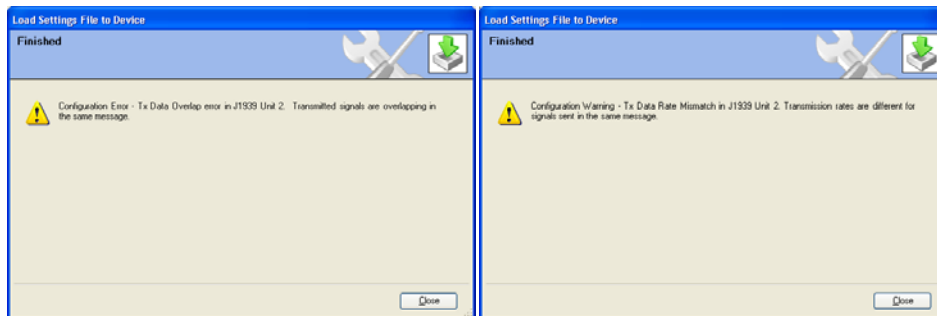 Load Settings File to Device
Finished
Configuration Error - Tx Data Overlap error in J1939 Unit 2. Transmitted signals are overlapping in
the same message.
Close
Load Settings File to Device
Finished
Configuration Warning - Tx Data Rate Mismatch in J1939 Unit 2. Transmission rates are different for
signals sent in the same message.
Close